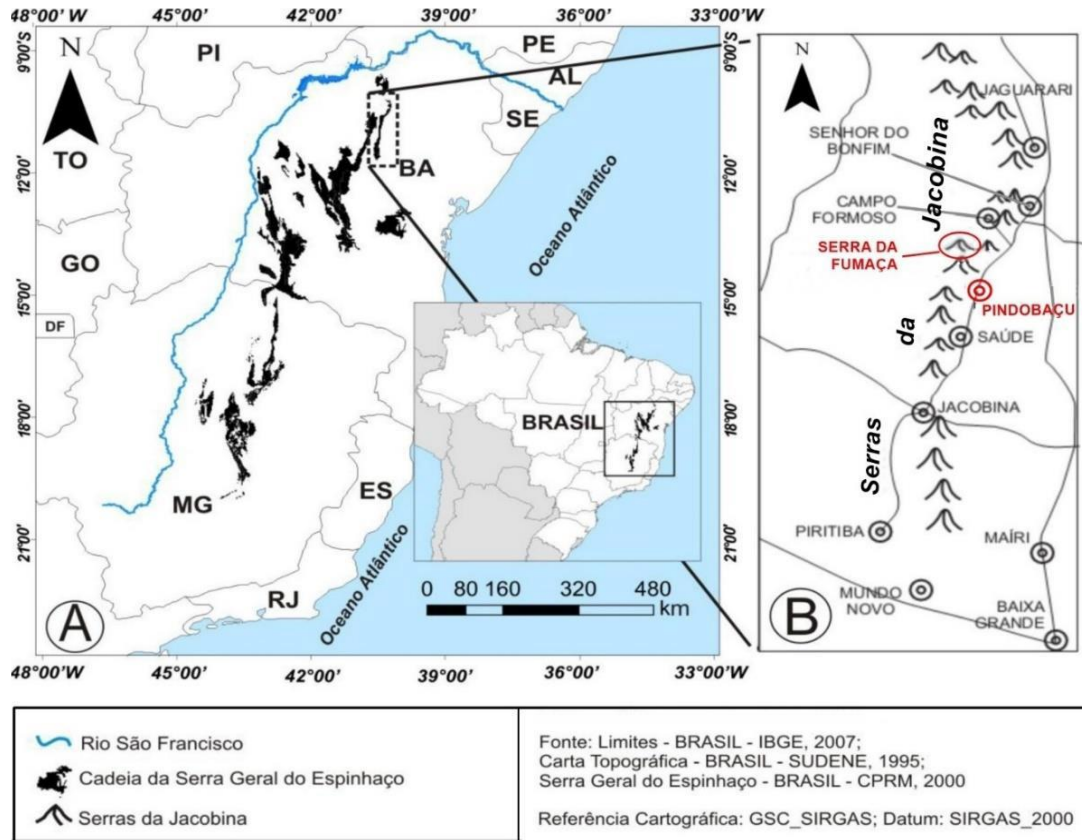 48°00' W
45°00'
42°00'
39°00'
36°00'
33°00'W
9°00'S
12°00'
15°00'
18°00'
21°00'
N
PI
PE
AL
SE
TO
BA
GO
DF
MG
ES
RJ
Oceano Atlântico
Oceano Atlântico
BRASIL
0 80 160 320 480
km
A
9°00'S
12°00'
15°00'
18°00'
21°00'
48°00'W
45°00'
42°00'
39°00'
36°00'
33°00'W
N
JAGUARARI
SENHOR DO
BONFIM
CAMPO
FORMOSO
SERRA DA
FUMAÇA
PINDOBAÇU
SAÚDE
JACOBINA
Serras
da
Jacobina
PIRITIBA
MAÍRI
MUNDO
NOVO
BAIXA
GRANDE
B
Rio São Francisco
Cadeia da Serra Geral do Espinhaço
Serras da Jacobina
Fonte: Limites - BRASIL - IBGE, 2007;
Carta Topográfica - BRASIL - SUDENE, 1995;
Serra Geral do Espinhaço - BRASIL - CPRM, 2000
Referência Cartográfica: GSC_SIRGAS; Datum: SIRGAS_2000